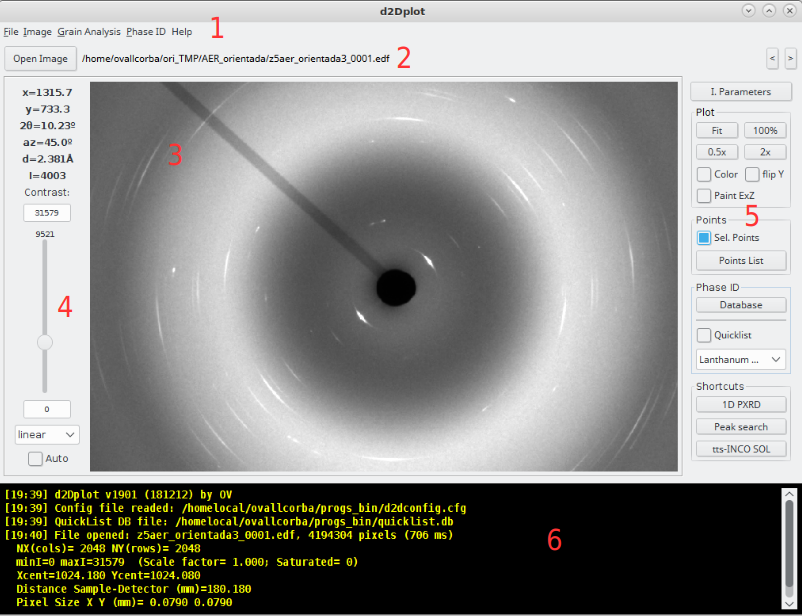 d2Dplot
File Image Grain Analysis Phase ID Help 1
Open Image /home/ovallcorba/ori_TMP/AER_orientada/z5aer_orientada3_0001.edf 2 < >
x=1315.7
y=733.3
2θ=10.23º
az=45.0º
d=2.381Å
I=4003
Contrast:
31579
9521
4
0
linear
Auto
3
I. Parameters
Plot
Fit 100%
0.5x 2x
Color flip Y
Paint ExZ
Points 5
Sel. Points
Points List
Phase ID
Database
Quicklist
Lanthanum ...
Shortcuts
1D PXRD
Peak search
tts-INCO SOL
[19:39] d2Dplot v1901 (181212) by OV
[19:39] Config file readed: /homelocal/ovallcorba/progs_bin/d2dconfig.cfg
[19:39] QuickList DB file: /homelocal/ovallcorba/progs_bin/quicklist.db
[19:40] File opened: z5aer_orientada3_0001.edf, 4194304 pixels (706 ms)
NX(cols)= 2048 NY(rows)= 2048
minI=0 maxI=31579 (Scale factor= 1.000; Saturated= 0)
Xcent=1024.180 Ycent=1024.080
Distance Sample-Detector (mm)=180.180
Pixel Size X Y (mm)= 0.0790 0.0790
6